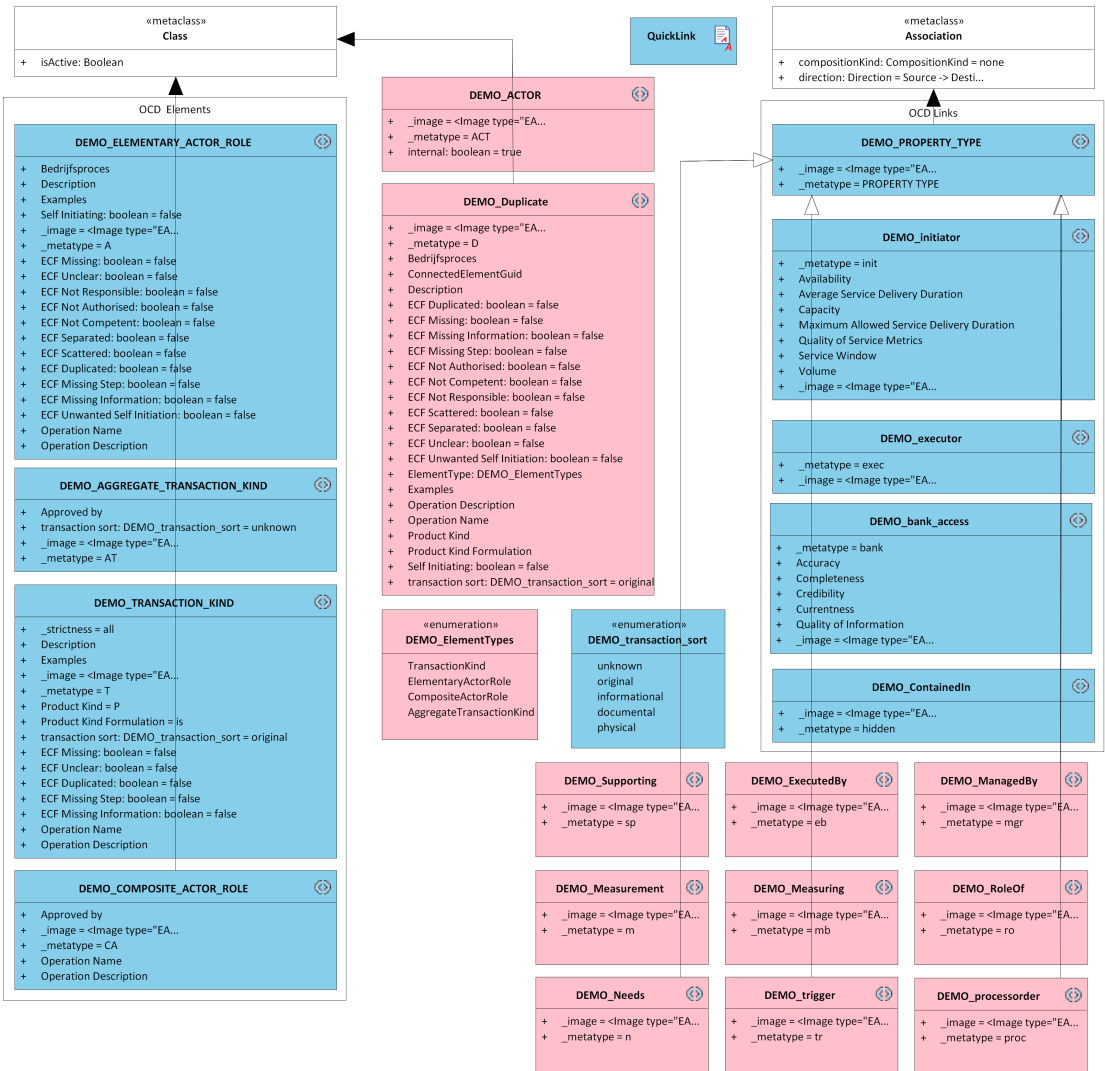 «metaclass»
Class
+ isActive: Boolean
OCD Elements
DEMO_ELEMENTARY_ACTOR_ROLE
+ Bedrijfsproces
+ Description
+ Examples
+ Self Initiating: boolean = false
+ _image = <Image type="EA...
+ _metatype = A
+ ECF Missing: boolean = false
+ ECF Unclear: boolean = false
+ ECF Not Responsible: boolean = false
+ ECF Not Authorised: boolean = false
+ ECF Not Competent: boolean = false
+ ECF Separated: boolean = false
+ ECF Scattered: boolean = false
+ ECF Duplicated: boolean = false
+ ECF Missing Step: boolean = false
+ ECF Missing Information: boolean = false
+ ECF Unwanted Self Initiation: boolean = false
+ Operation Name
+ Operation Description
DEMO_AGGREGATE_TRANSACTION_KIND
+ Approved by
+ transaction sort: DEMO_transaction_sort = unknown
+ _image = <Image type="EA...
+ _metatype = AT
DEMO_TRANSACTION_KIND
+ _strictness = all
+ Description
+ Examples
+ _image = <Image type="EA...
+ _metatype = T
+ Product Kind = P
+ Product Kind Formulation = is
+ transaction sort: DEMO_transaction_sort = original
+ ECF Missing: boolean = false
+ ECF Unclear: boolean = false
+ ECF Duplicated: boolean = false
+ ECF Missing Step: boolean = false
+ ECF Missing Information: boolean = false
+ Operation Name
+ Operation Description
DEMO_COMPOSITE_ACTOR_ROLE
+ Approved by
+ _image = <Image type="EA...
+ _metatype = CA
+ Operation Name
+ Operation Description
DEMO_ACTOR
+ _image = <Image type="EA...
+ _metatype = ACT
+ internal: boolean = true
DEMO_Duplicate
+ _image = <Image type="EA...
+ _metatype = D
+ Bedrijfsproces
+ ConnectedElementGuid
+ Description
+ ECF Duplicated: boolean = false
+ ECF Missing: boolean = false
+ ECF Missing Information: boolean = false
+ ECF Missing Step: boolean = false
+ ECF Not Authorised: boolean = false
+ ECF Not Competent: boolean = false
+ ECF Not Responsible: boolean = false
+ ECF Scattered: boolean = false
+ ECF Separated: boolean = false
+ ECF Unclear: boolean = false
+ ECF Unwanted Self Initiation: boolean = false
+ ElementType: DEMO_ElementTypes
+ Examples
+ Operation Description
+ Operation Name
+ Product Kind
+ Product Kind Formulation
+ Self Initiating: boolean = false
+ transaction sort: DEMO_transaction_sort = original
«enumeration»
DEMO_ElementTypes
TransactionKind
ElementaryActorRole
CompositeActorRole
AggregateTransactionKind
«enumeration»
DEMO_transaction_sort
unknown
original
informational
documental
physical
QuickLink
A
A
«metaclass»
Association
+ compositionKind: CompositionKind = none
+ direction: Direction = Source -> Desti...
OCD Links
DEMO_PROPERTY_TYPE
+ _image = <Image type="EA...
+ _metatype = PROPERTY TYPE
DEMO_initiator
+ _metatype = init
+ Availability
+ Average Service Delivery Duration
+ Capacity
+ Maximum Allowed Service Delivery Duration
+ Quality of Service Metrics
+ Service Window
+ Volume
+ _image = <Image type="EA...
DEMO_executor
+ _metatype = exec
+ _image = <Image type="EA...
DEMO_bank_access
+ _metatype = bank
+ Accuracy
+ Completeness
+ Credibility
+ Currentness
+ Quality of Information
+ _image = <Image type="EA...
DEMO_ContainedIn
+ _image = <Image type="EA...
+ _metatype = hidden
DEMO_Supporting
+ _image = <Image type="EA...
+ _metatype = sp
DEMO_ExecutedBy
+ _image = <Image type="EA...
+ _metatype = eb
DEMO_ManagedBy
+ _image = <Image type="EA...
+ _metatype = mgr
DEMO_Measurement
+ _image = <Image type="EA...
+ _metatype = m
DEMO_Measuring
+ _image = <Image type="EA...
+ _metatype = mb
DEMO_RoleOf
+ _image = <Image type="EA...
+ _metatype = ro
DEMO_Needs
+ _image = <Image type="EA...
+ _metatype = n
DEMO_trigger
+ _image = <Image type="EA...
+ _metatype = tr
DEMO_processorder
+ _image = <Image type="EA...
+ _metatype = proc